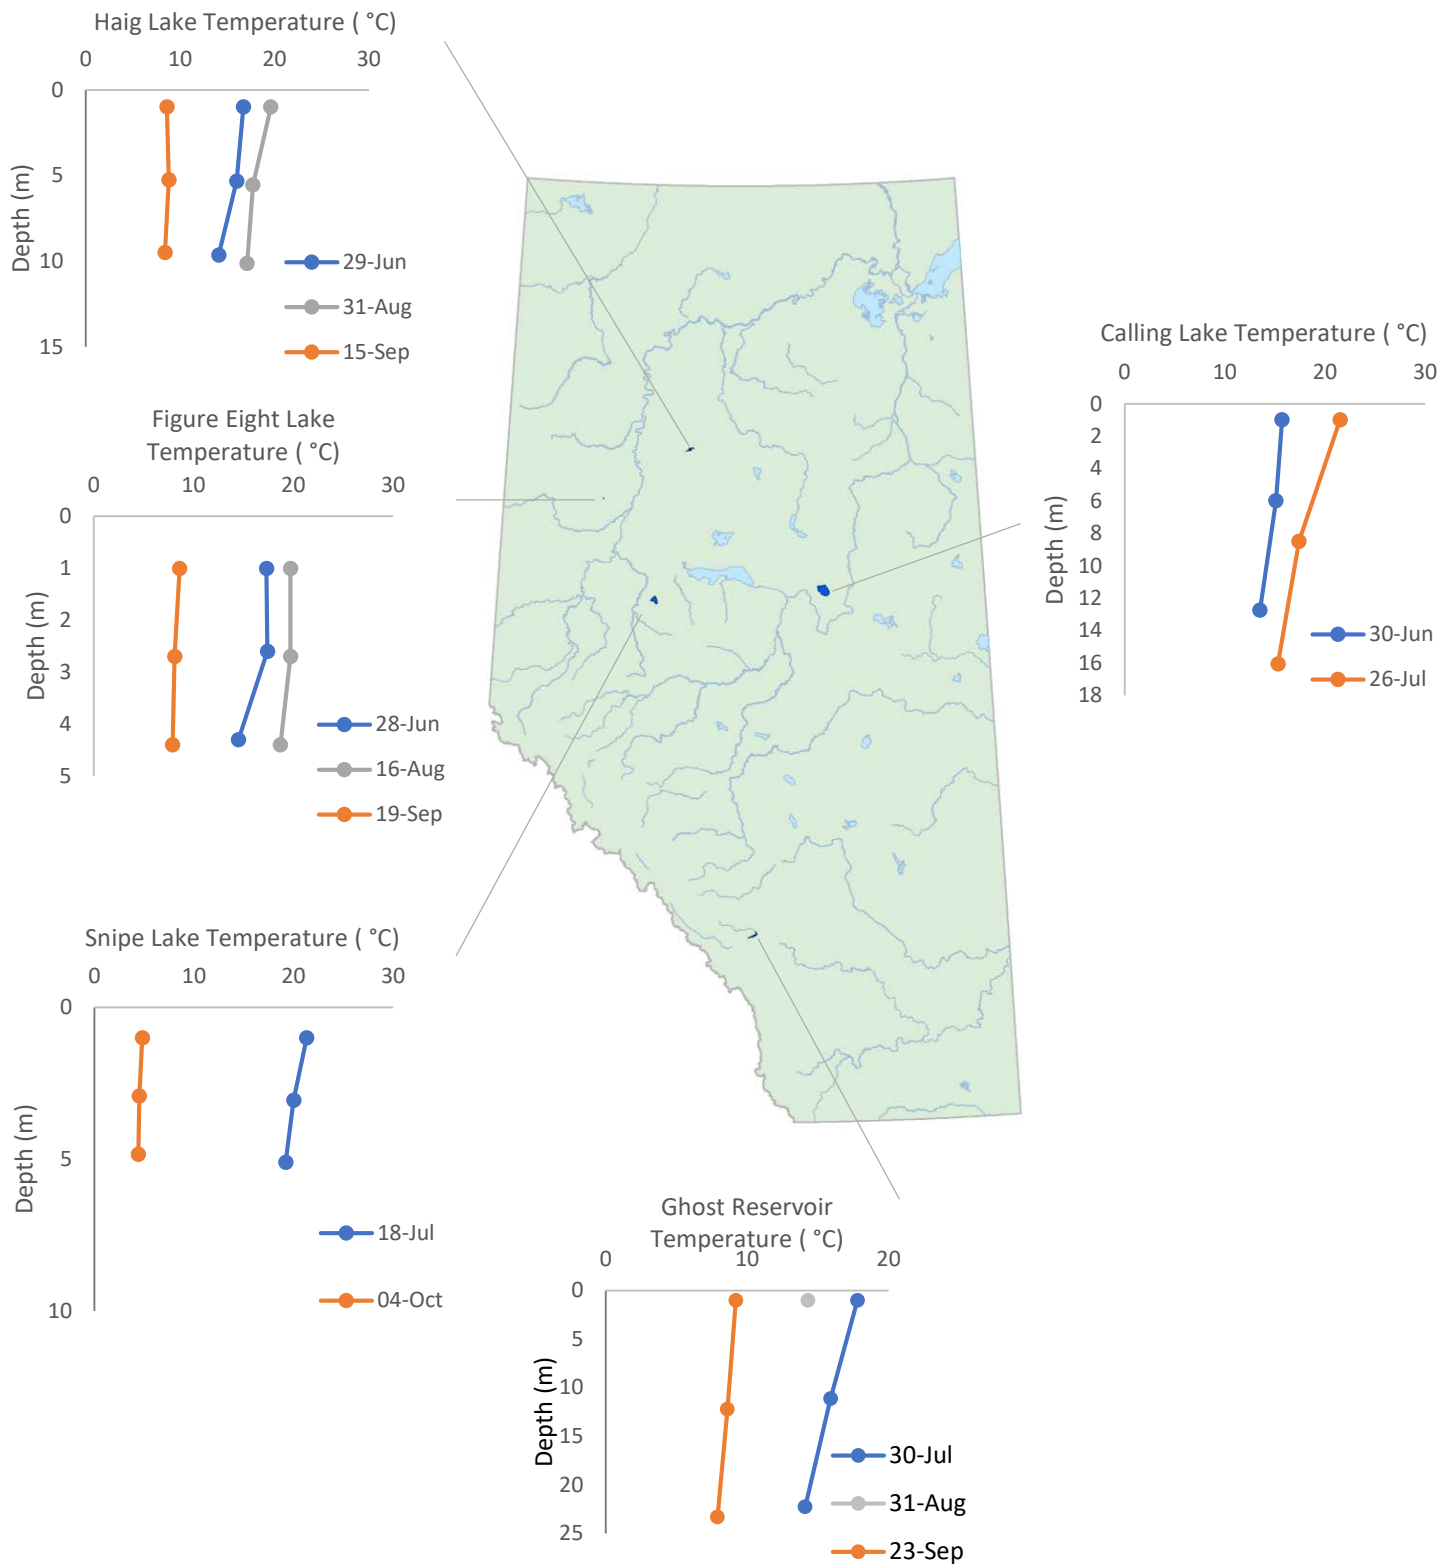 Haig Lake Temperature ( °C)
0 10 20 30
0
5
10
15
Depth (m)
29-Jun
31-Aug
15-Sep
Figure Eight Lake
Temperature ( °C)
0 10 20 30
0
1
2
3
4
5
Depth (m)
28-Jun
16-Aug
19-Sep
Snipe Lake Temperature ( °C)
0 10 20 30
0
5
10
Depth (m)
18-Jul
04-Oct
Calling Lake Temperature ( °C)
0 10 20 30
0
2
4
6
8
10
12
14
16
18
Depth (m)
30-Jun
26-Jul
Ghost Reservoir
Temperature ( °C)
0 10 20
0
5
10
15
20
25
Depth (m)
30-Jul
31-Aug
23-Sep